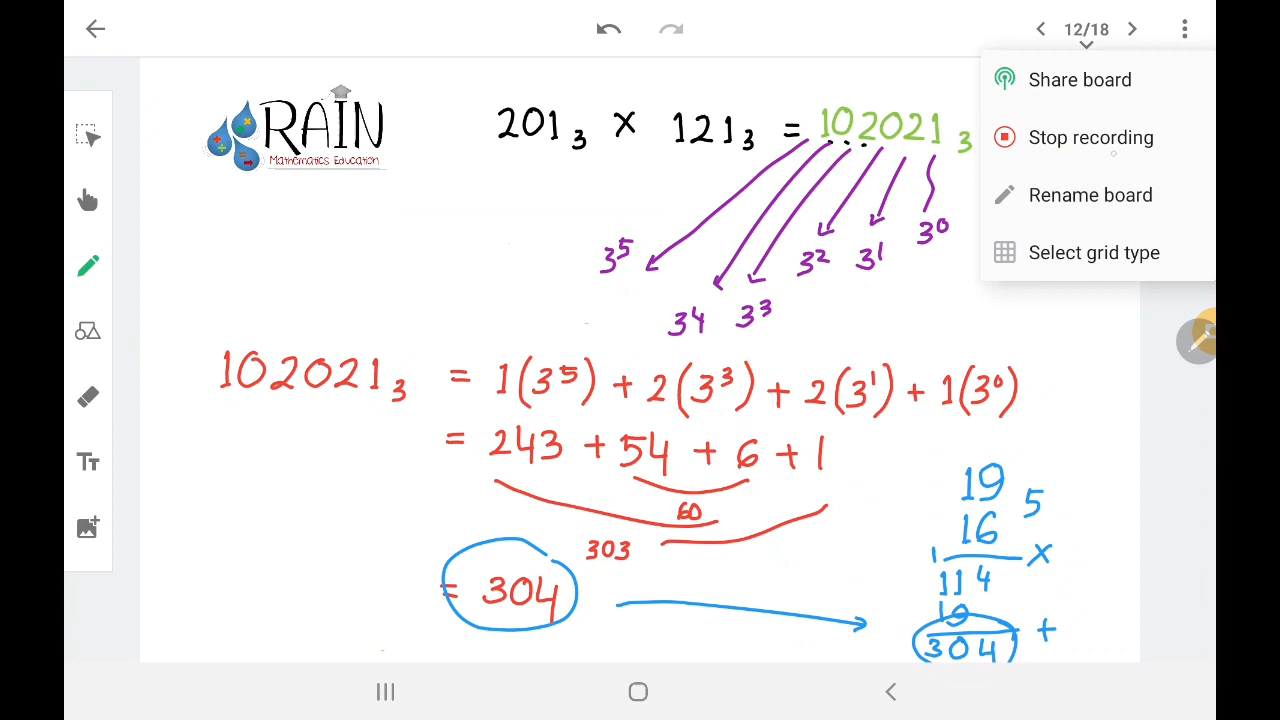 12/18
Share board
Stop recording
Rename board
Select grid type
RAIN
Mathematics Education
201₃ × 121₃ = 102021₃
3⁵ 3⁴ 3³ 3² 3¹ 3⁰
102021₃ = 1(3⁵) + 2(3³) + 2(3¹) + 1(3⁰)
= 243 + 54 + 6 + 1
60
303
= 304
19 5
16
1 ×
114
19
+
304
Tт